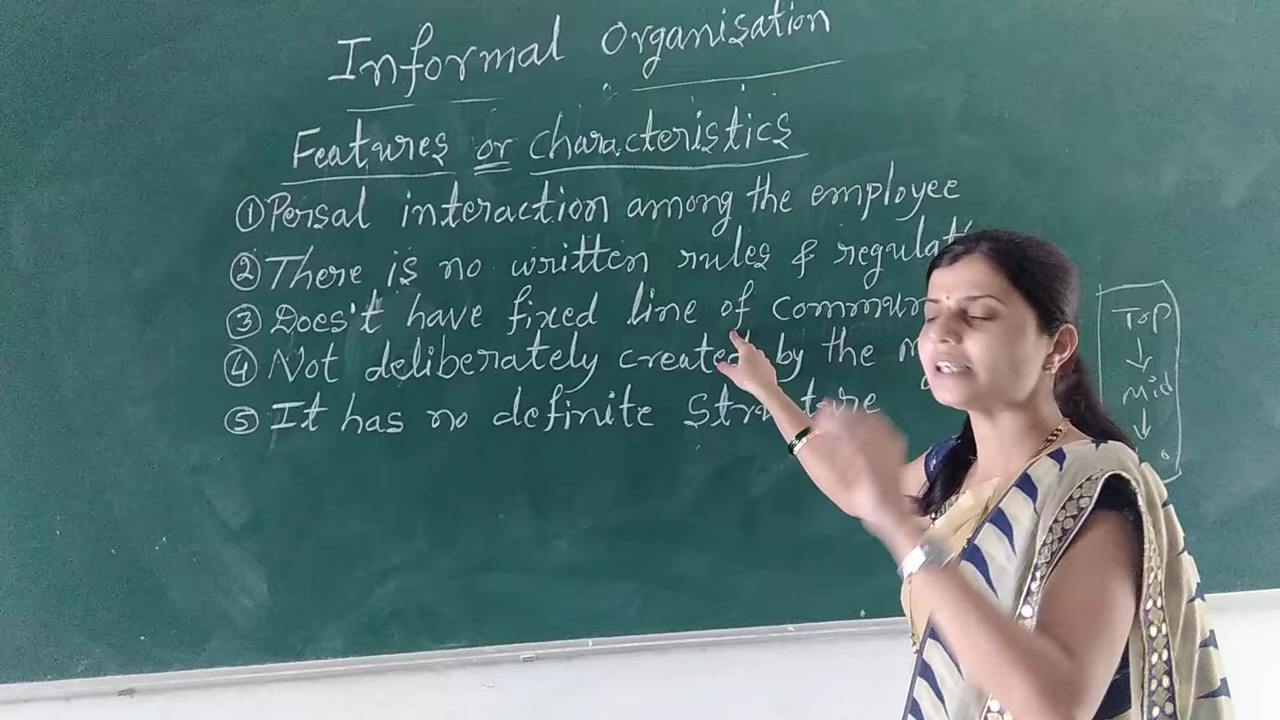 Informal Organisation
Features or characteristics
① Persal interaction among the employee
② There is no written rules & regulati
③ Does't have fixed line of commun
④ Not deliberately created by the
⑤ It has no definite Structure
TOP
↓
Mid
↓